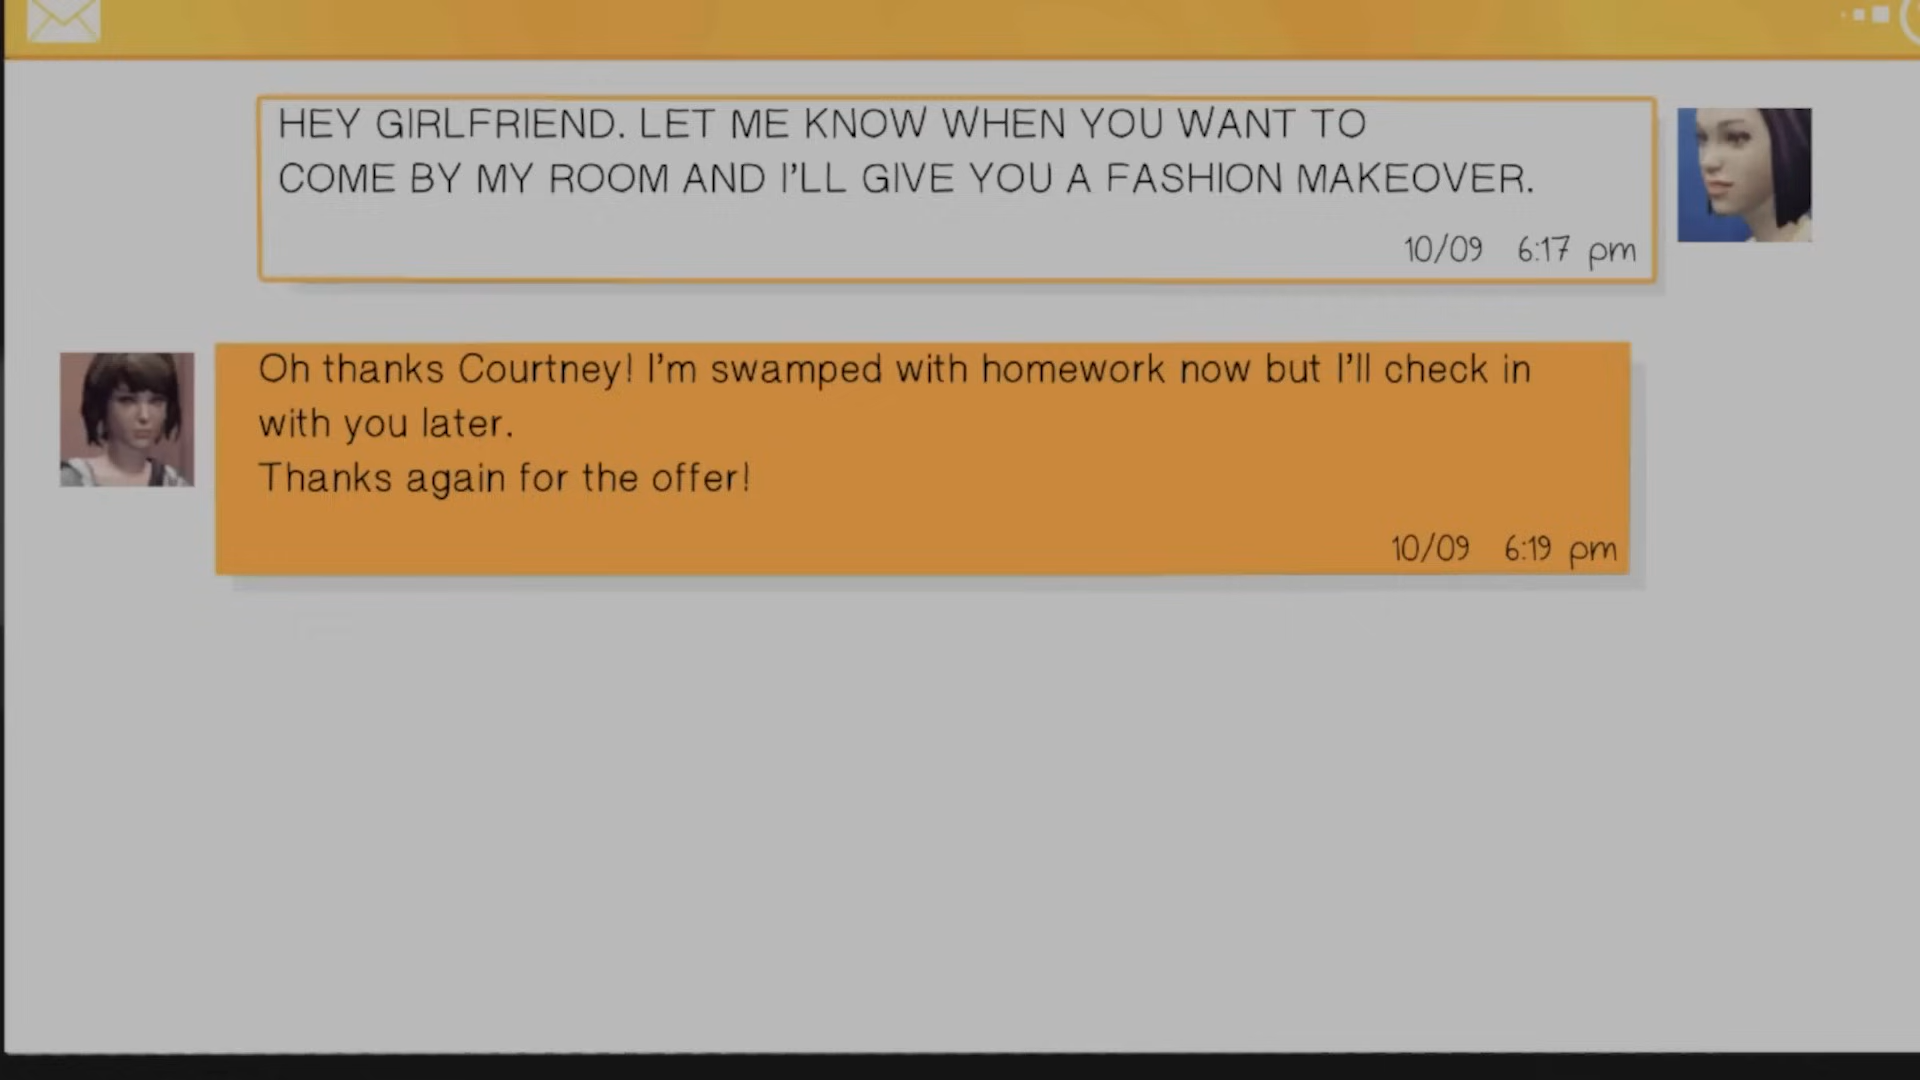 HEY GIRLFRIEND. LET ME KNOW WHEN YOU WANT TO
COME BY MY ROOM AND I'LL GIVE YOU A FASHION MAKEOVER.
10/09 6:17 pm
Oh thanks Courtney! I'm swamped with homework now but I'll check in
with you later.
Thanks again for the offer!
10/09 6:19 pm